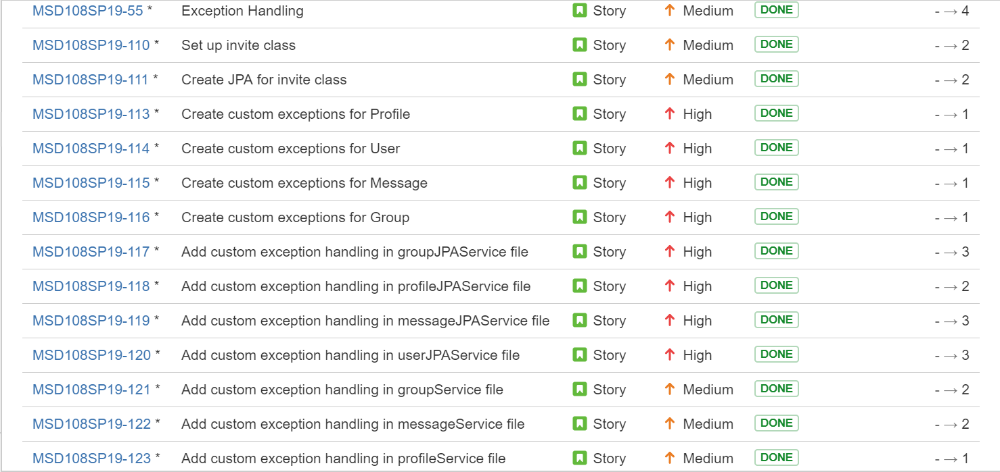 MSD108SP19-55 * Exception Handling Story Medium DONE - → 4
MSD108SP19-110 * Set up invite class Story Medium DONE - → 2
MSD108SP19-111 * Create JPA for invite class Story Medium DONE - → 2
MSD108SP19-113 * Create custom exceptions for Profile Story High DONE - → 1
MSD108SP19-114 * Create custom exceptions for User Story High DONE - → 1
MSD108SP19-115 * Create custom exceptions for Message Story High DONE - → 1
MSD108SP19-116 * Create custom exceptions for Group Story High DONE - → 1
MSD108SP19-117 * Add custom exception handling in groupJPAService file Story High DONE - → 3
MSD108SP19-118 * Add custom exception handling in profileJPAService file Story High DONE - → 2
MSD108SP19-119 * Add custom exception handling in messageJPAService file Story High DONE - → 3
MSD108SP19-120 * Add custom exception handling in userJPAService file Story High DONE - → 3
MSD108SP19-121 * Add custom exception handling in groupService file Story Medium DONE - → 2
MSD108SP19-122 * Add custom exception handling in messageService file Story Medium DONE - → 2
MSD108SP19-123 * Add custom exception handling in profileService file Story Medium DONE - → 1